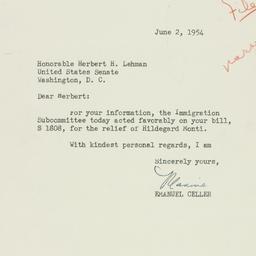 June 2, 1954
File
Honorable Herbert H. Lehman
United States Senate
Washington, D. C.
Dear Herbert:
for your information, the Immigration
Subcommittee today acted favorably on your bill,
S 1808, for the relief of Hildegard Monti.
With kindest personal regards, I am
Sincerely yours,
EMANUEL CELLER